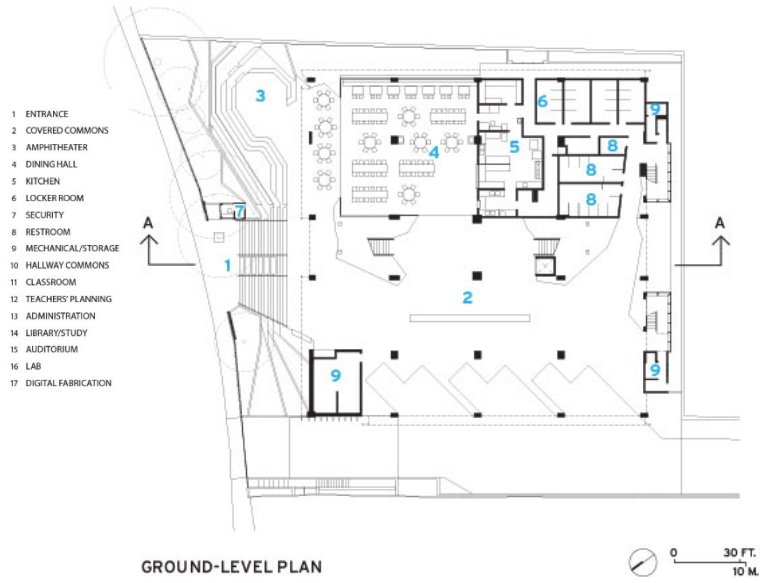 1 ENTRANCE
2 COVERED COMMONS
3 AMPHITHEATER
4 DINING HALL
5 KITCHEN
6 LOCKER ROOM
7 SECURITY
8 RESTROOM
9 MECHANICAL/STORAGE
10 HALLWAY COMMONS
11 CLASSROOM
12 TEACHERS' PLANNING
13 ADMINISTRATION
14 LIBRARY/STUDY
15 AUDITORIUM
16 LAB
17 DIGITAL FABRICATION
3
6
9
4
5
8
8
8
7
A
A
1
2
9
9
GROUND-LEVEL PLAN
0 30 FT.
10 M.